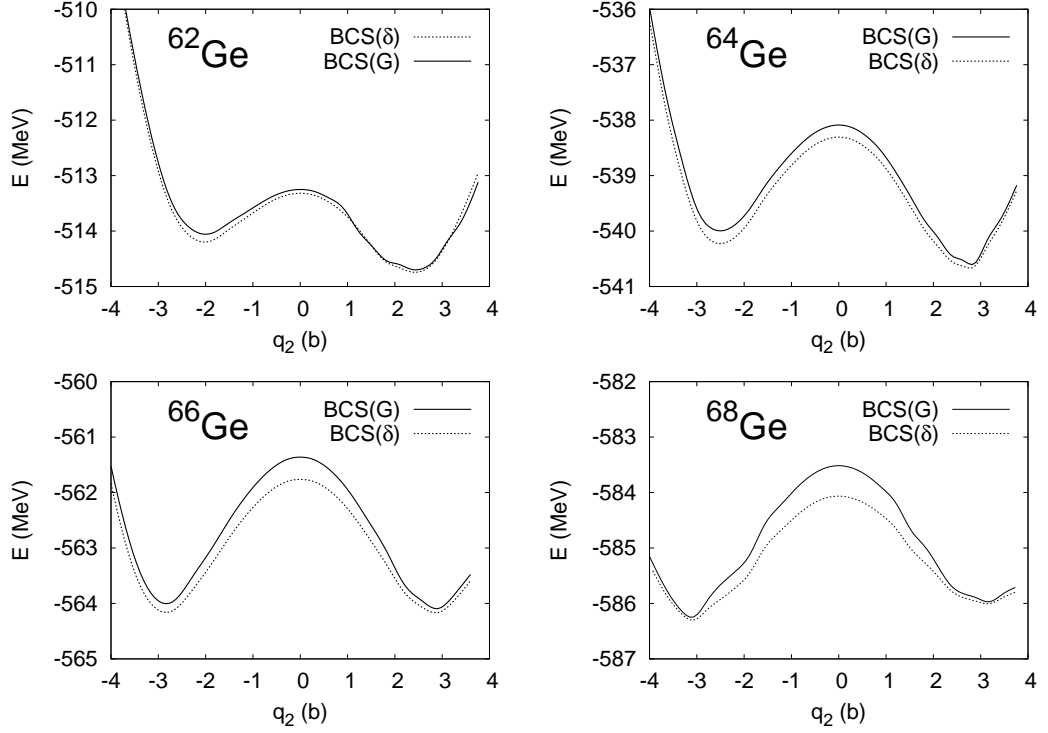 ⁶²Ge
BCS(δ)
BCS(G)
E (MeV)
-510
-511
-512
-513
-514
-515
-4 -3 -2 -1 0 1 2 3 4
q₂ (b)
⁶⁴Ge
BCS(G)
BCS(δ)
E (MeV)
-536
-537
-538
-539
-540
-541
-4 -3 -2 -1 0 1 2 3 4
q₂ (b)
⁶⁶Ge
BCS(G)
BCS(δ)
E (MeV)
-560
-561
-562
-563
-564
-565
-4 -3 -2 -1 0 1 2 3 4
q₂ (b)
⁶⁸Ge
BCS(G)
BCS(δ)
E (MeV)
-582
-583
-584
-585
-586
-587
-4 -3 -2 -1 0 1 2 3 4
q₂ (b)